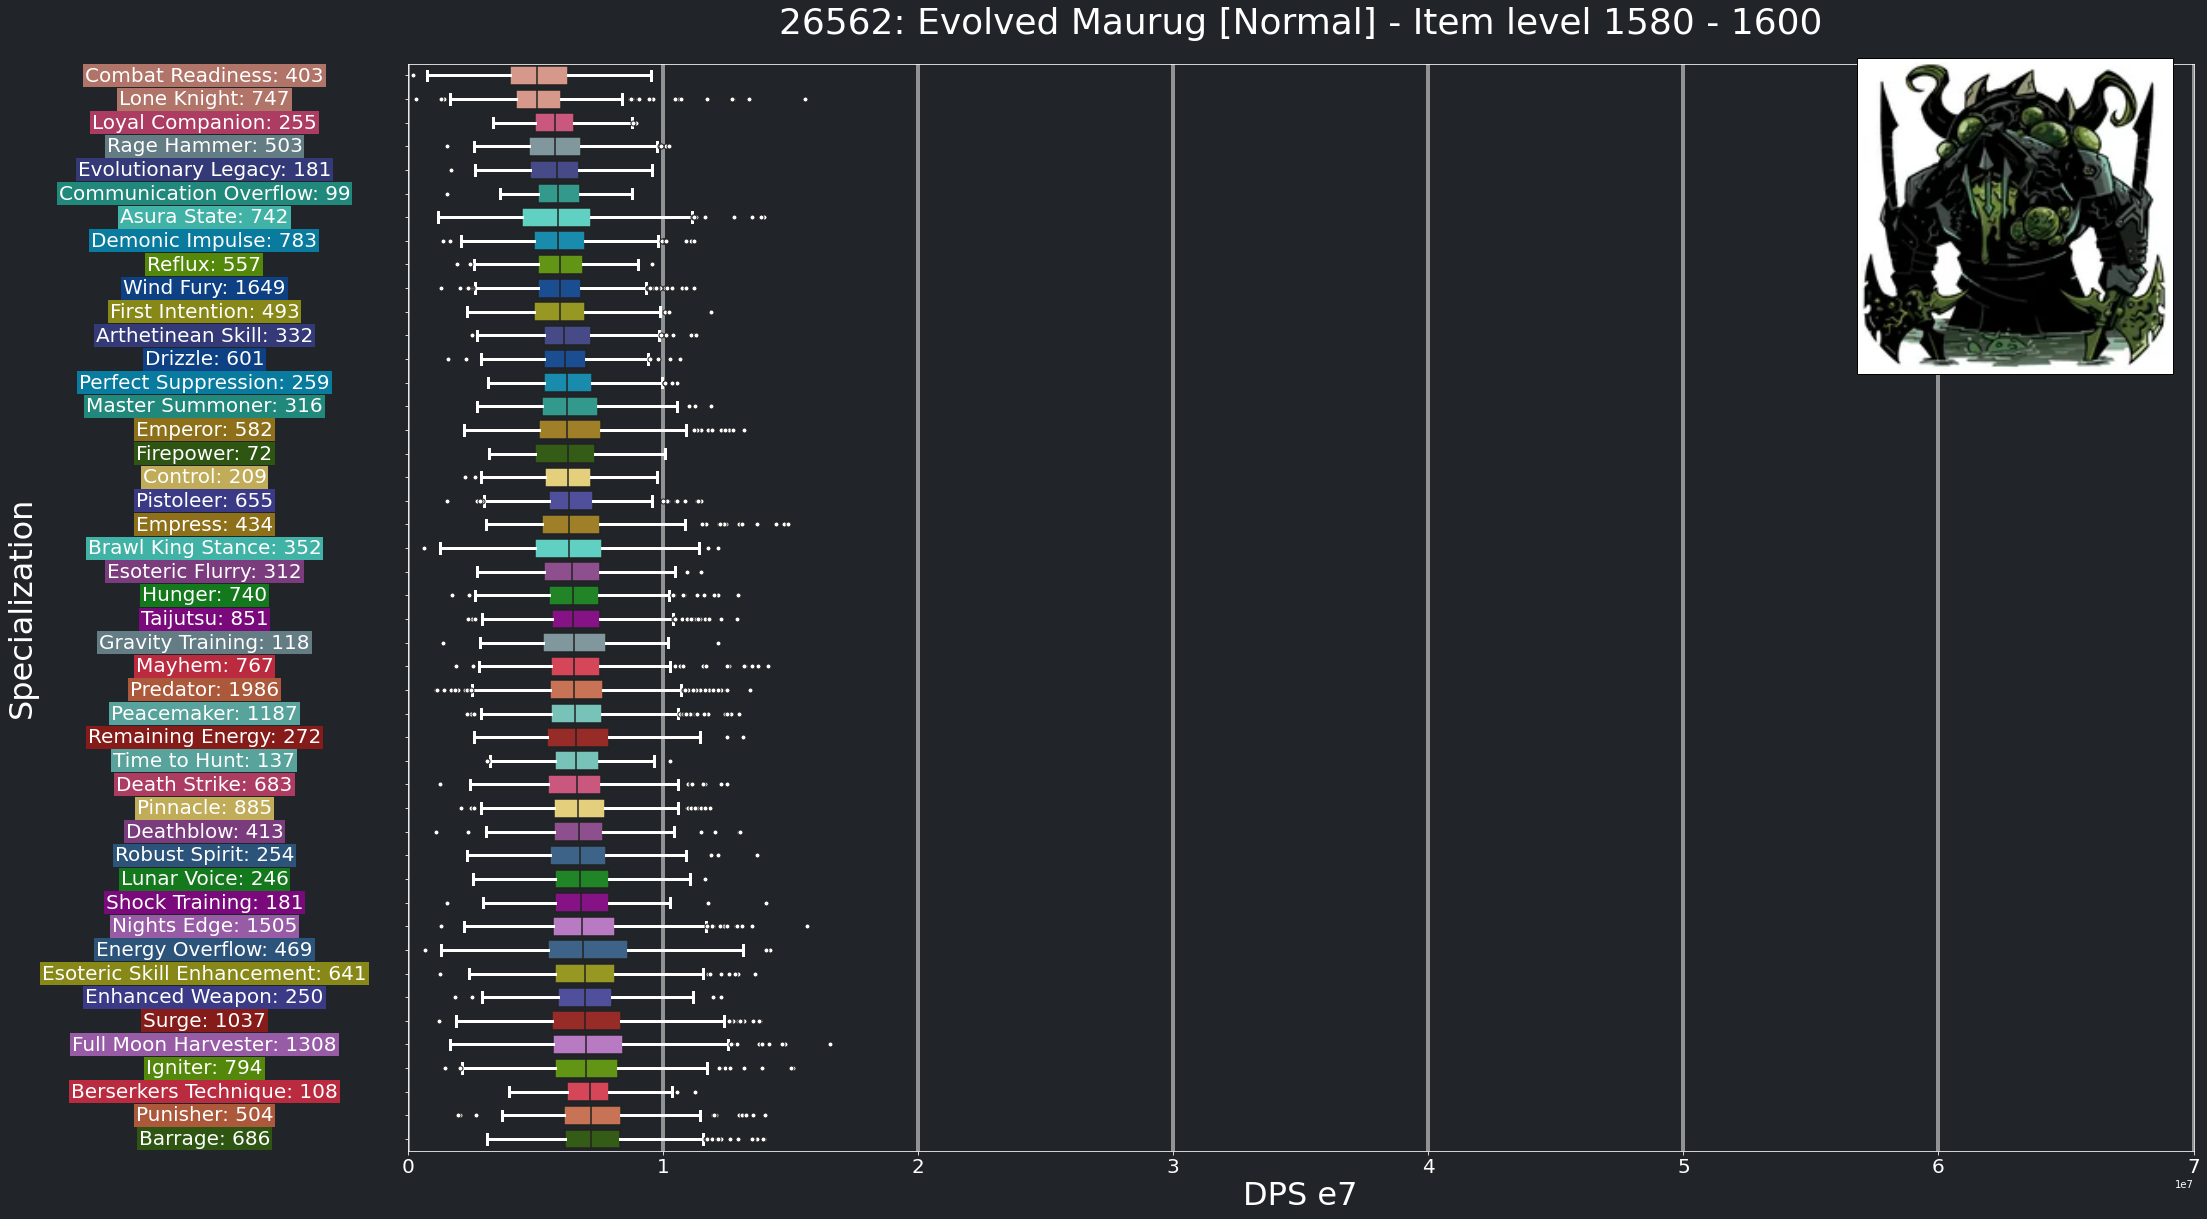 26562: Evolved Maurug [Normal] - Item level 1580 - 1600
Specialization
Combat Readiness: 403
Lone Knight: 747
Loyal Companion: 255
Rage Hammer: 503
Evolutionary Legacy: 181
Communication Overflow: 99
Asura State: 742
Demonic Impulse: 783
Reflux: 557
Wind Fury: 1649
First Intention: 493
Arthetinean Skill: 332
Drizzle: 601
Perfect Suppression: 259
Master Summoner: 316
Emperor: 582
Firepower: 72
Control: 209
Pistoleer: 655
Empress: 434
Brawl King Stance: 352
Esoteric Flurry: 312
Hunger: 740
Taijutsu: 851
Gravity Training: 118
Mayhem: 767
Predator: 1986
Peacemaker: 1187
Remaining Energy: 272
Time to Hunt: 137
Death Strike: 683
Pinnacle: 885
Deathblow: 413
Robust Spirit: 254
Lunar Voice: 246
Shock Training: 181
Nights Edge: 1505
Energy Overflow: 469
Esoteric Skill Enhancement: 641
Enhanced Weapon: 250
Surge: 1037
Full Moon Harvester: 1308
Igniter: 794
Berserkers Technique: 108
Punisher: 504
Barrage: 686
0 1 2 3 4 5 6 7
1e7
DPS e7